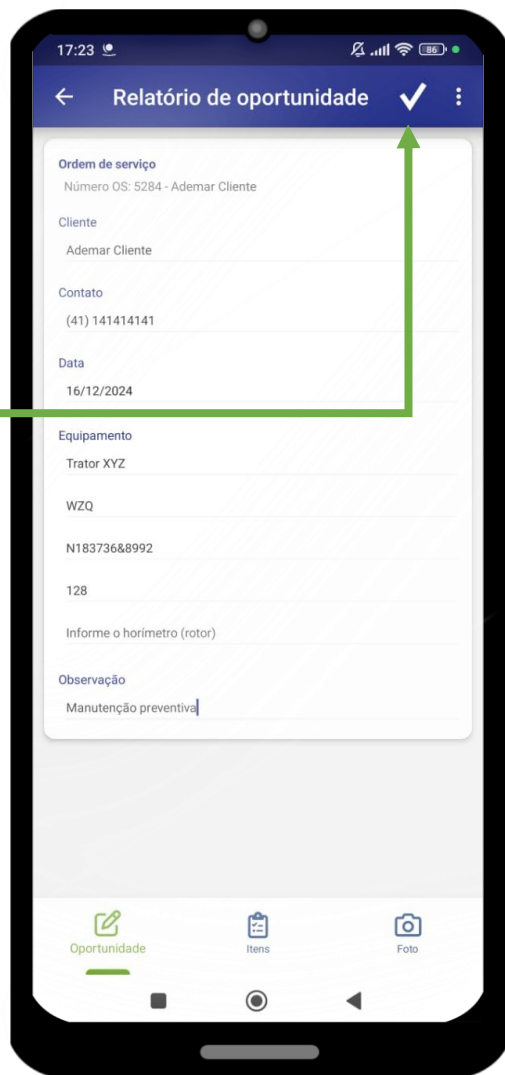 17:23
86
Relatório de oportunidade
Ordem de serviço
Número OS: 5284 - Ademar Cliente
Cliente
Ademar Cliente
Contato
(41) 141414141
Data
16/12/2024
Equipamento
Trator XYZ
WZQ
N183736&8992
128
Informe o horímetro (rotor)
Observação
Manutenção preventiva
Oportunidade Itens Foto